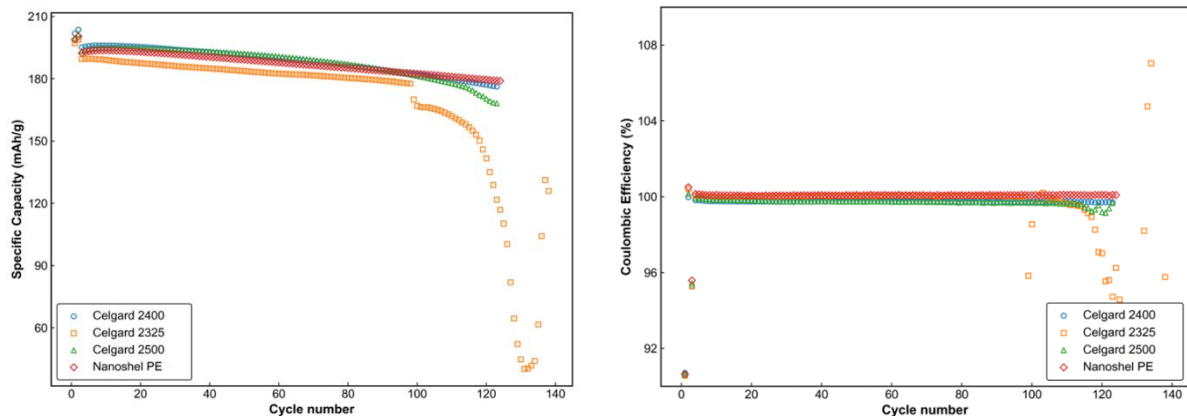 210
180
150
120
90
60
Specific Capacity (mAh/g)
Celgard 2400
Celgard 2325
Celgard 2500
Nanoshel PE
0
20
40
60
80
100
120
140
Cycle number
108
104
100
96
92
Coulombic Efficiency (%)
Celgard 2400
Celgard 2325
Celgard 2500
Nanoshel PE
0
20
40
60
80
100
120
140
Cycle number